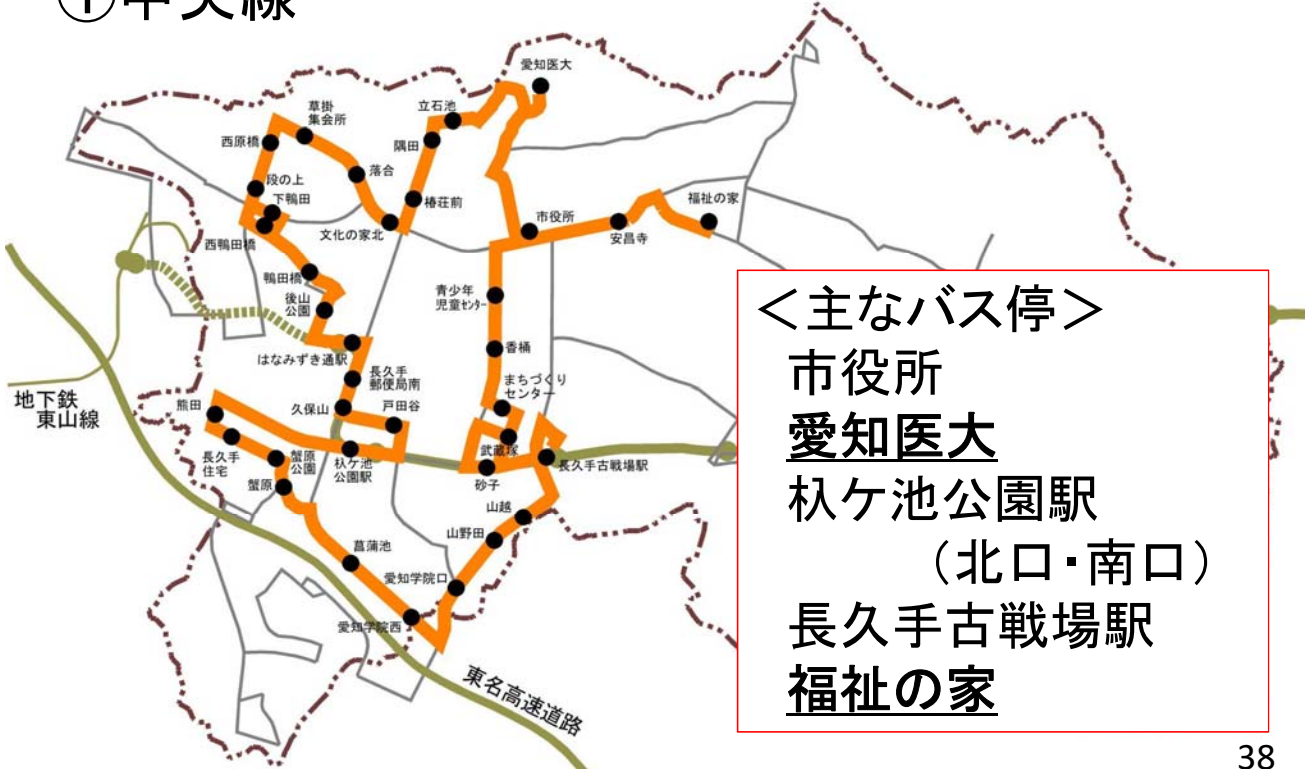 ①中央線
愛知医大
立石池
草掛
集会所
西原橋
隅田
落合
段の上
下鴨田
椿荘前
福祉の家
市役所
文化の家北
安昌寺
西鴨田橋
鴨田橋
後山
公園
青少年
児童ｾﾝﾀｰ
はなみずき通駅
香桶
長久手
郵便局南
まちづくり
センター
地下鉄
東山線
熊田
久保山
戸田谷
長久手
住宅
蟹原
公園
杁ケ池
公園駅
武蔵塚
長久手古戦場駅
蟹原
砂子
山越
山野田
菖蒲池
愛知学院口
愛知学院西
東名高速道路
＜主なバス停＞
市役所
愛知医大
杁ケ池公園駅
（北口・南口）
長久手古戦場駅
福祉の家
38